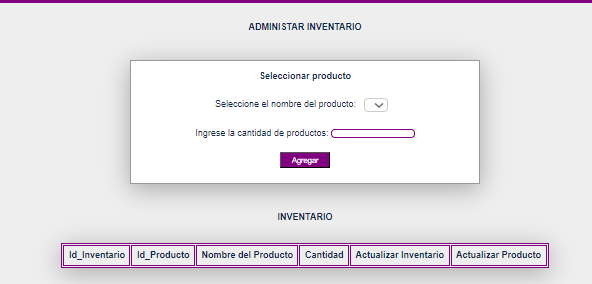 ADMINISTAR INVENTARIO
Seleccionar producto
Seleccione el nombre del producto:
Ingrese la cantidad de productos:
Agregar
INVENTARIO
Id_Inventario Id_Producto Nombre del Producto Cantidad Actualizar Inventario Actualizar Producto